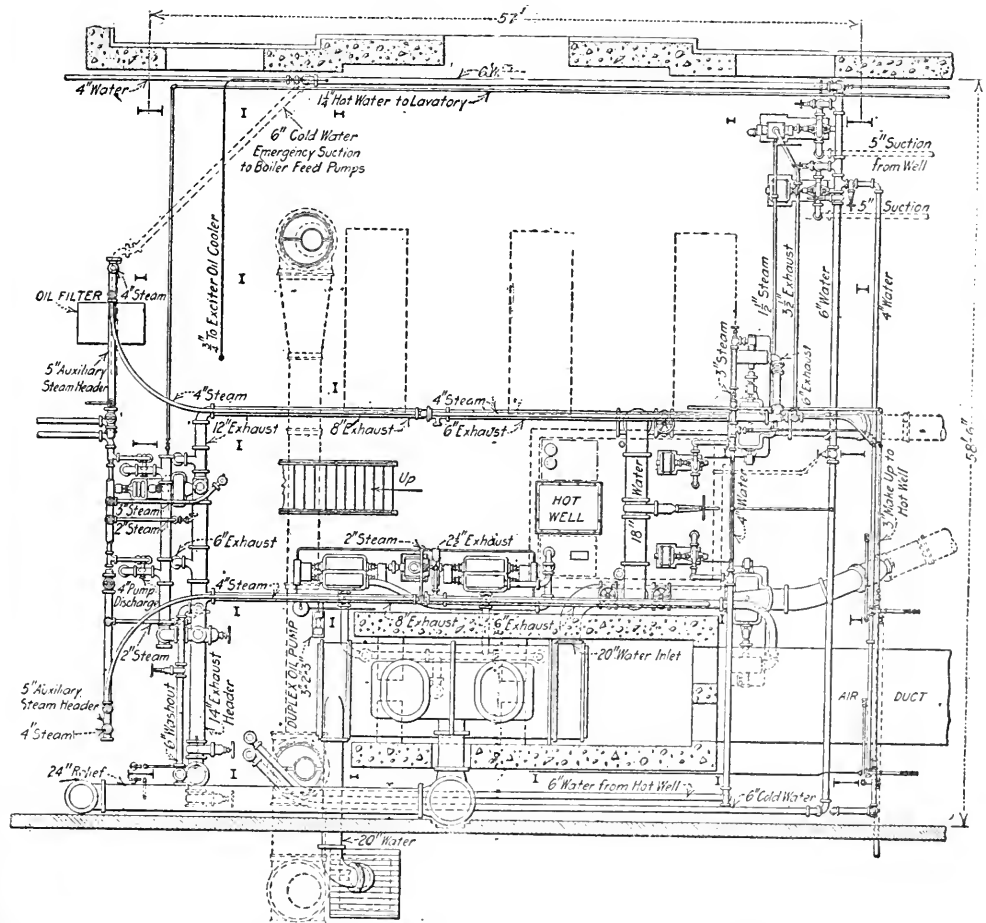 57'
4" Water
6" W.
1¼" Hot Water to Lavatory
6" Cold Water
Emergency Suction
to Boiler Feed Pumps
5" Suction
from Well
5" Suction
4" Steam
OIL FILTER
¾" To Exciter Oil Cooler
3" Steam
1½" Steam
3½" Exhaust
6" Water
4" Water
5" Auxiliary
Steam Header
6" Exhaust
4" Steam
4" Steam
12" Exhaust
8" Exhaust
6" Exhaust
58'-6"
Up
HOT
WELL
Water
18"
4" Water
3" Make Up to
Hot Well
5" Steam
2" Steam
2" Steam
2½" Exhaust
6" Exhaust
4" Steam
4" Pump
Discharge
8" Exhaust
6" Exhaust
2" Steam
20" Water Inlet
DUPLEX OIL PUMP
3-2-3
5" Auxiliary
Steam Header
4" Steam
6" Washout
14" Exhaust
Header
AIR DUCT
24" Relief
6" Water from Hot Well
6" Cold Water
20" Water